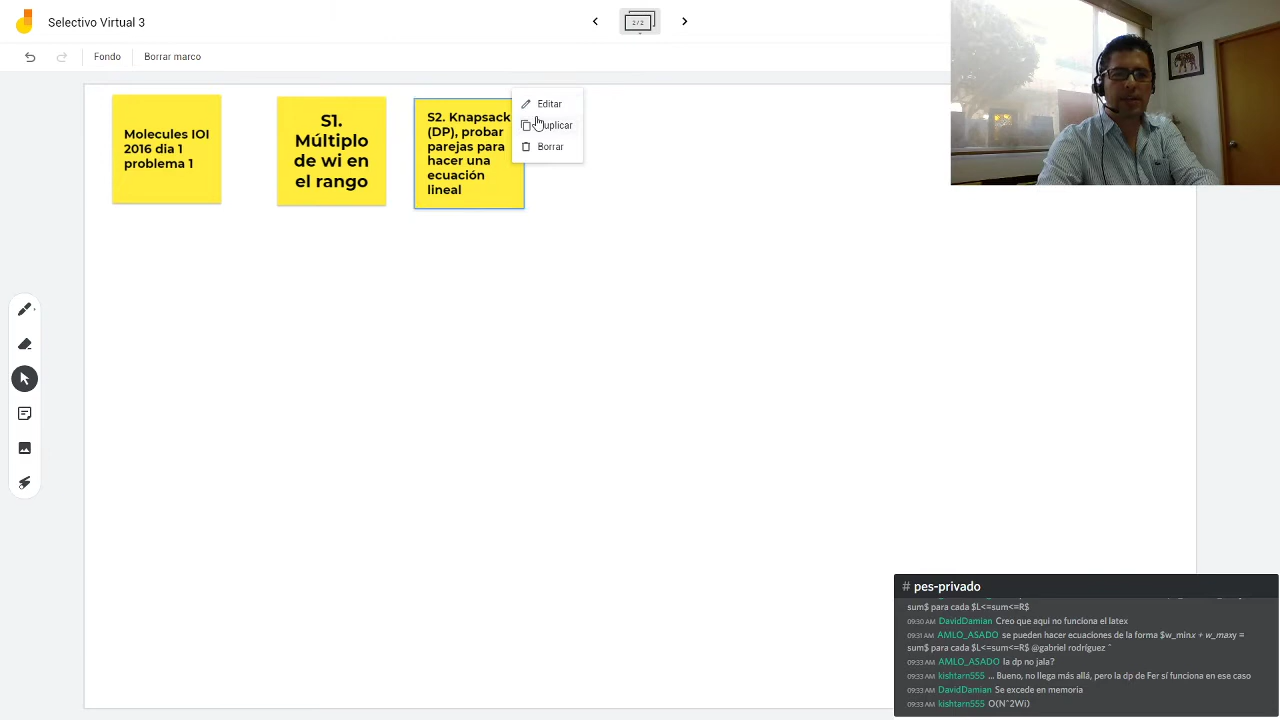 Selectivo Virtual 3
2 / 2
Fondo
Borrar marco
Molecules IOI
2016 dia 1
problema 1
S1.
Múltiplo
de wi en
el rango
S2. Knapsack
(DP), probar
parejas para
hacer una
ecuación
lineal
Editar
Duplicar
Borrar
# pes-privado
sum$ para cada $L<=sum<=R$
09:30 AM DavidDamian Creo que aqui no funciona el latex
09:31 AM AMLO_ASADO se pueden hacer ecuaciones de la forma $w_minx + w_maxy =
sum$ para cada $L<=sum<=R$ @gabriel rodríguez ˜
09:33 AM AMLO_ASADO la dp no jala?
09:33 AM kishtarn555 ... Bueno, no llega más allá, pero la dp de Fer sí funciona en ese caso
09:33 AM DavidDamian Se excede en memoria
09:33 AM kishtarn555 O(N^2Wi)